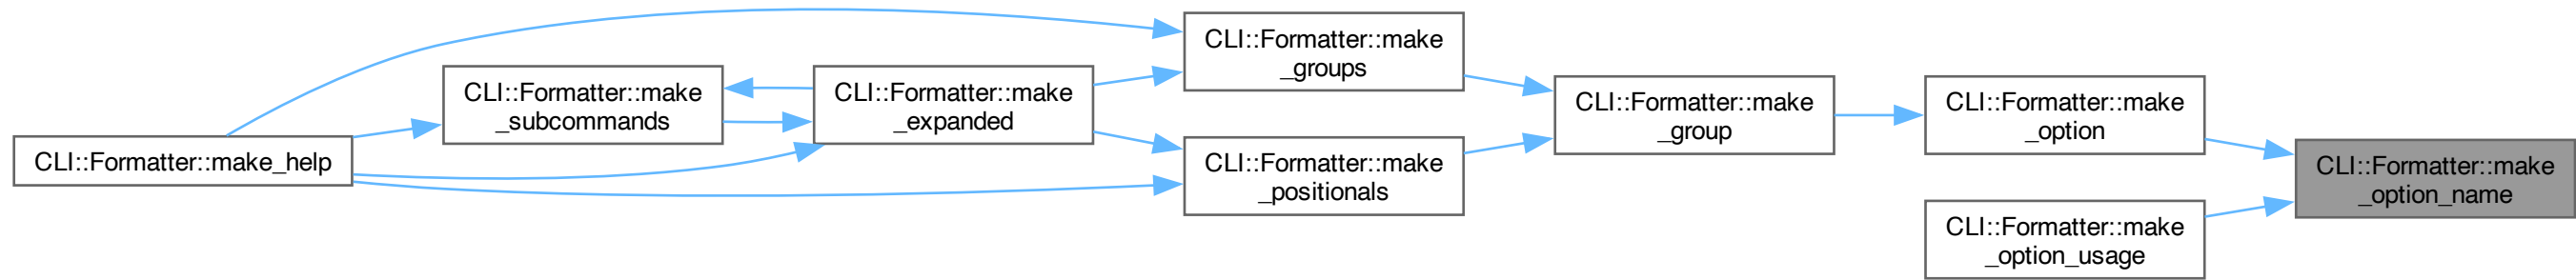 CLI::Formatter::make_help
CLI::Formatter::make
_subcommands
CLI::Formatter::make
_expanded
CLI::Formatter::make
_groups
CLI::Formatter::make
_positionals
CLI::Formatter::make
_group
CLI::Formatter::make
_option
CLI::Formatter::make
_option_usage
CLI::Formatter::make
_option_name